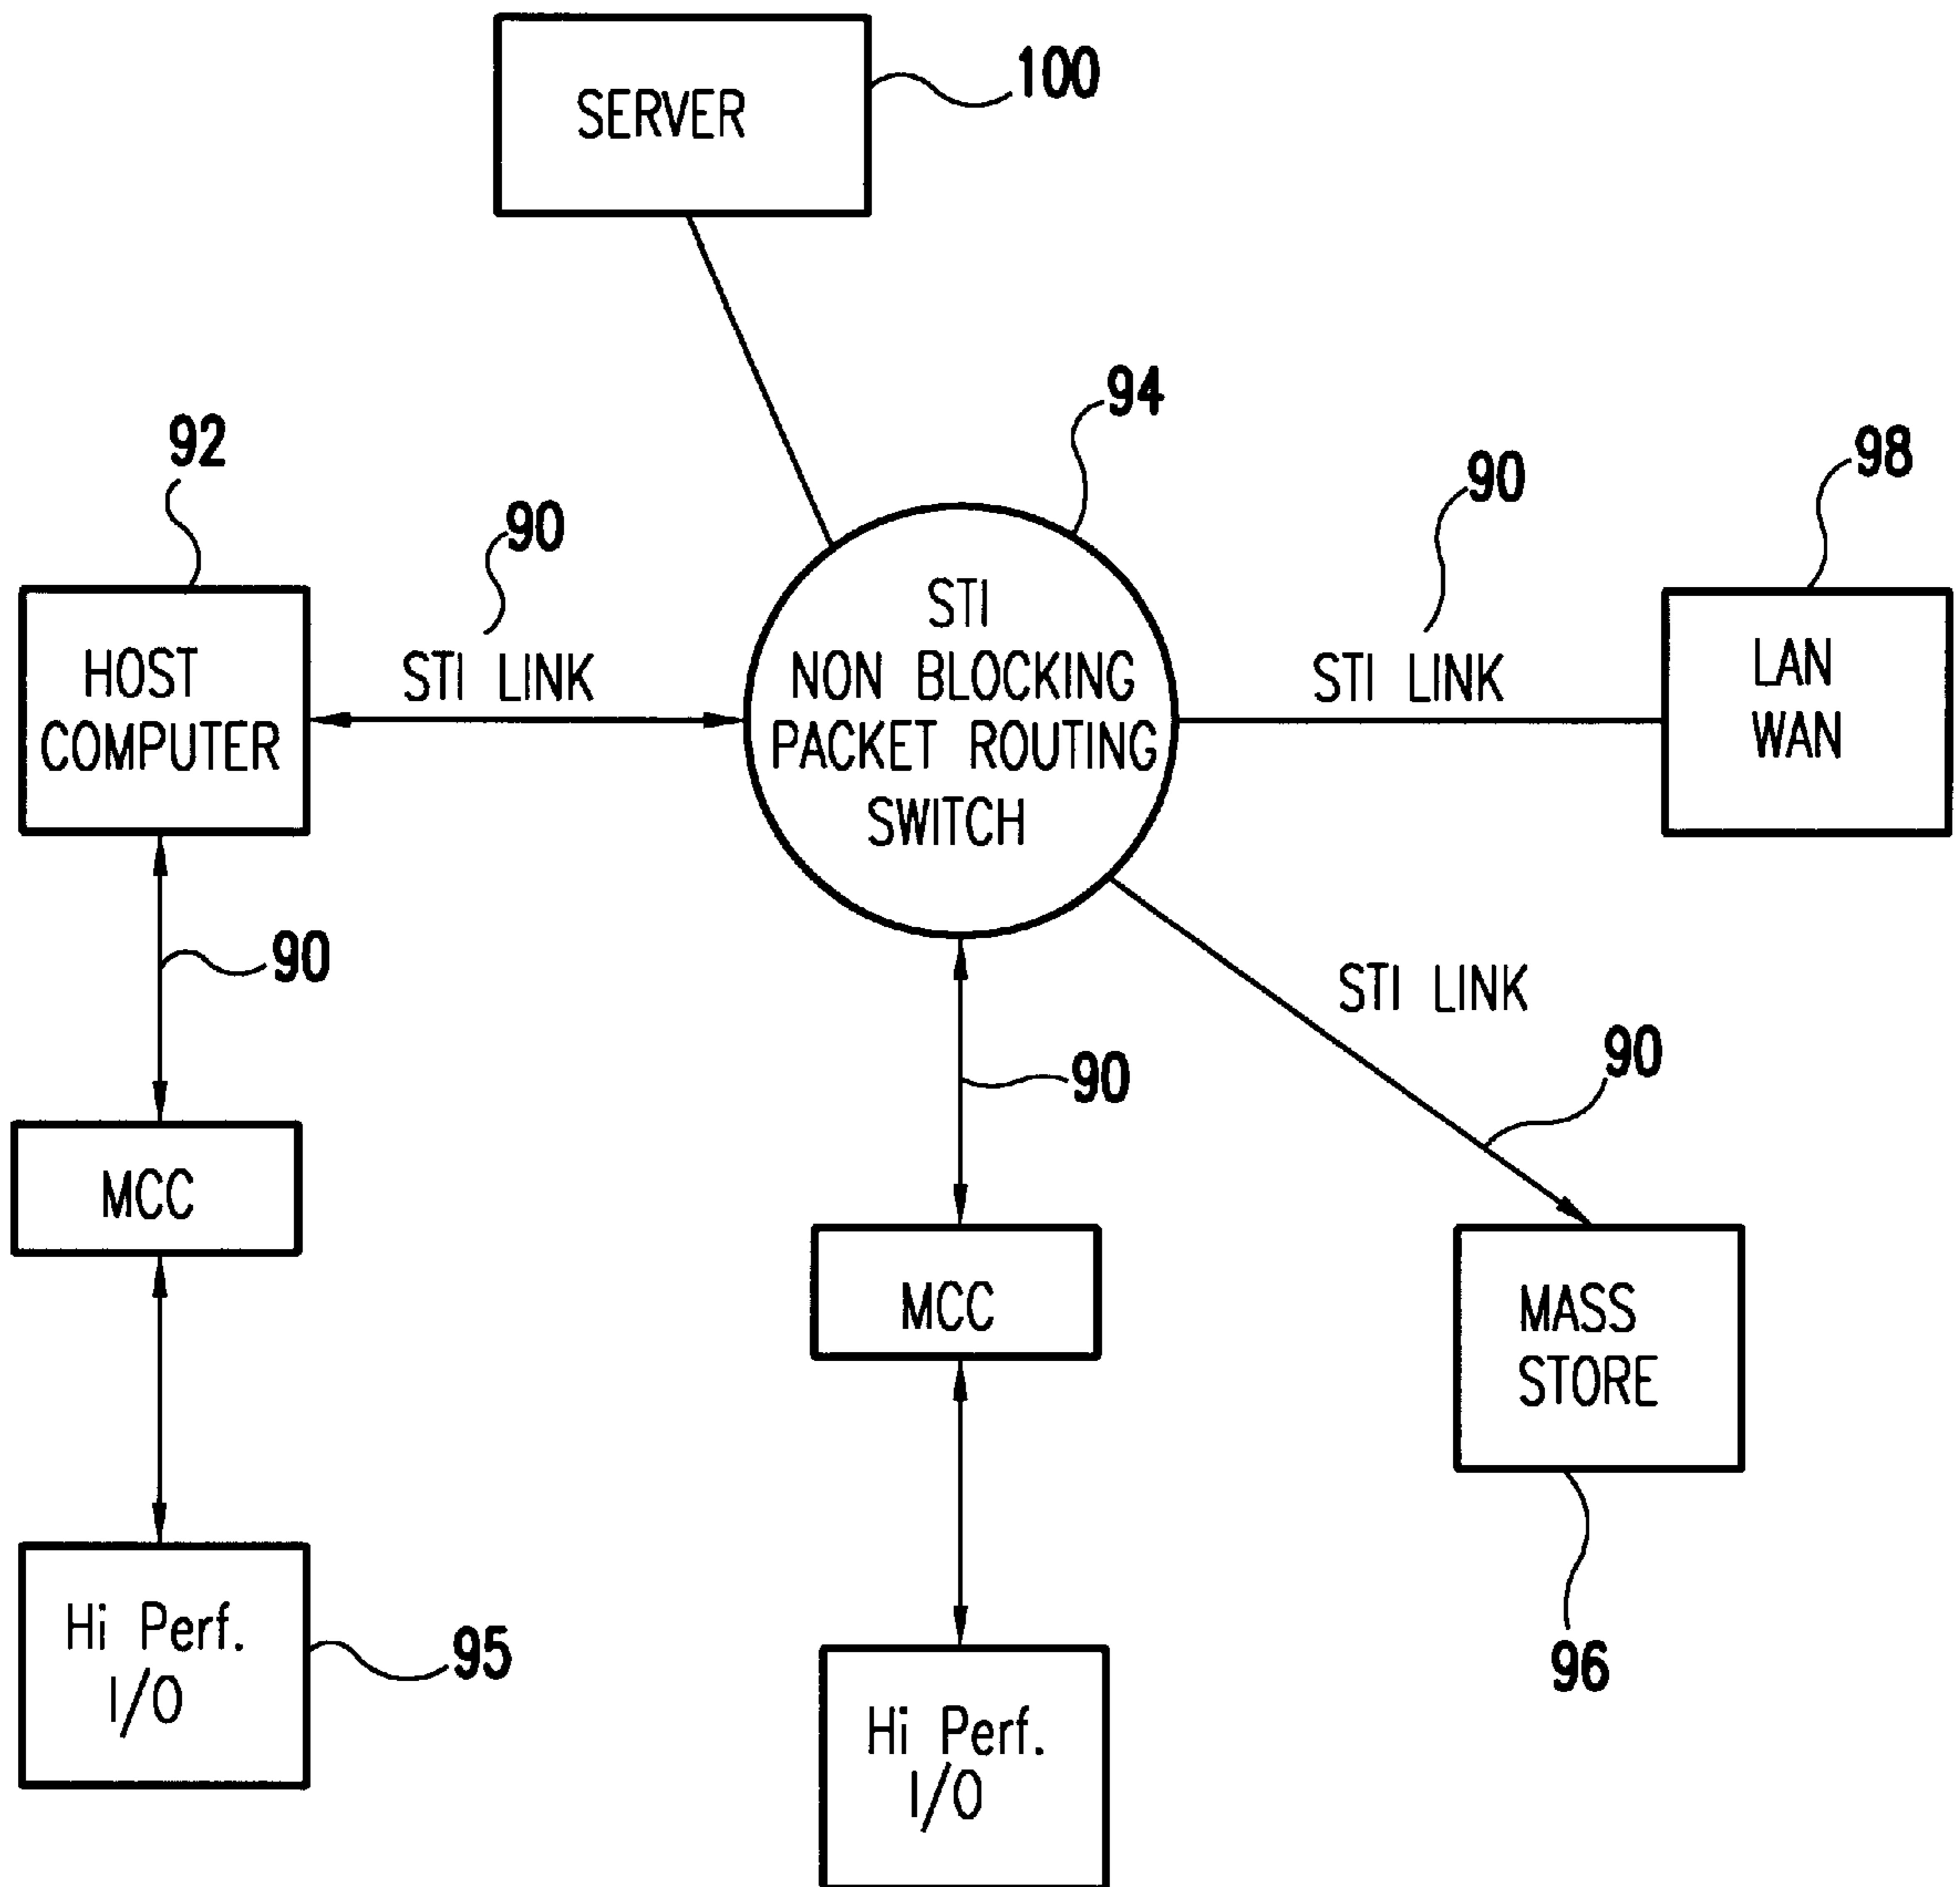 SERVER
100
94
92
90
90
98
HOST
COMPUTER
STI LINK
STI
NON BLOCKING
PACKET ROUTING
SWITCH
STI LINK
LAN
WAN
90
90
STI LINK
90
MCC
MCC
MASS
STORE
Hi Perf.
I/O
95
Hi Perf.
I/O
96